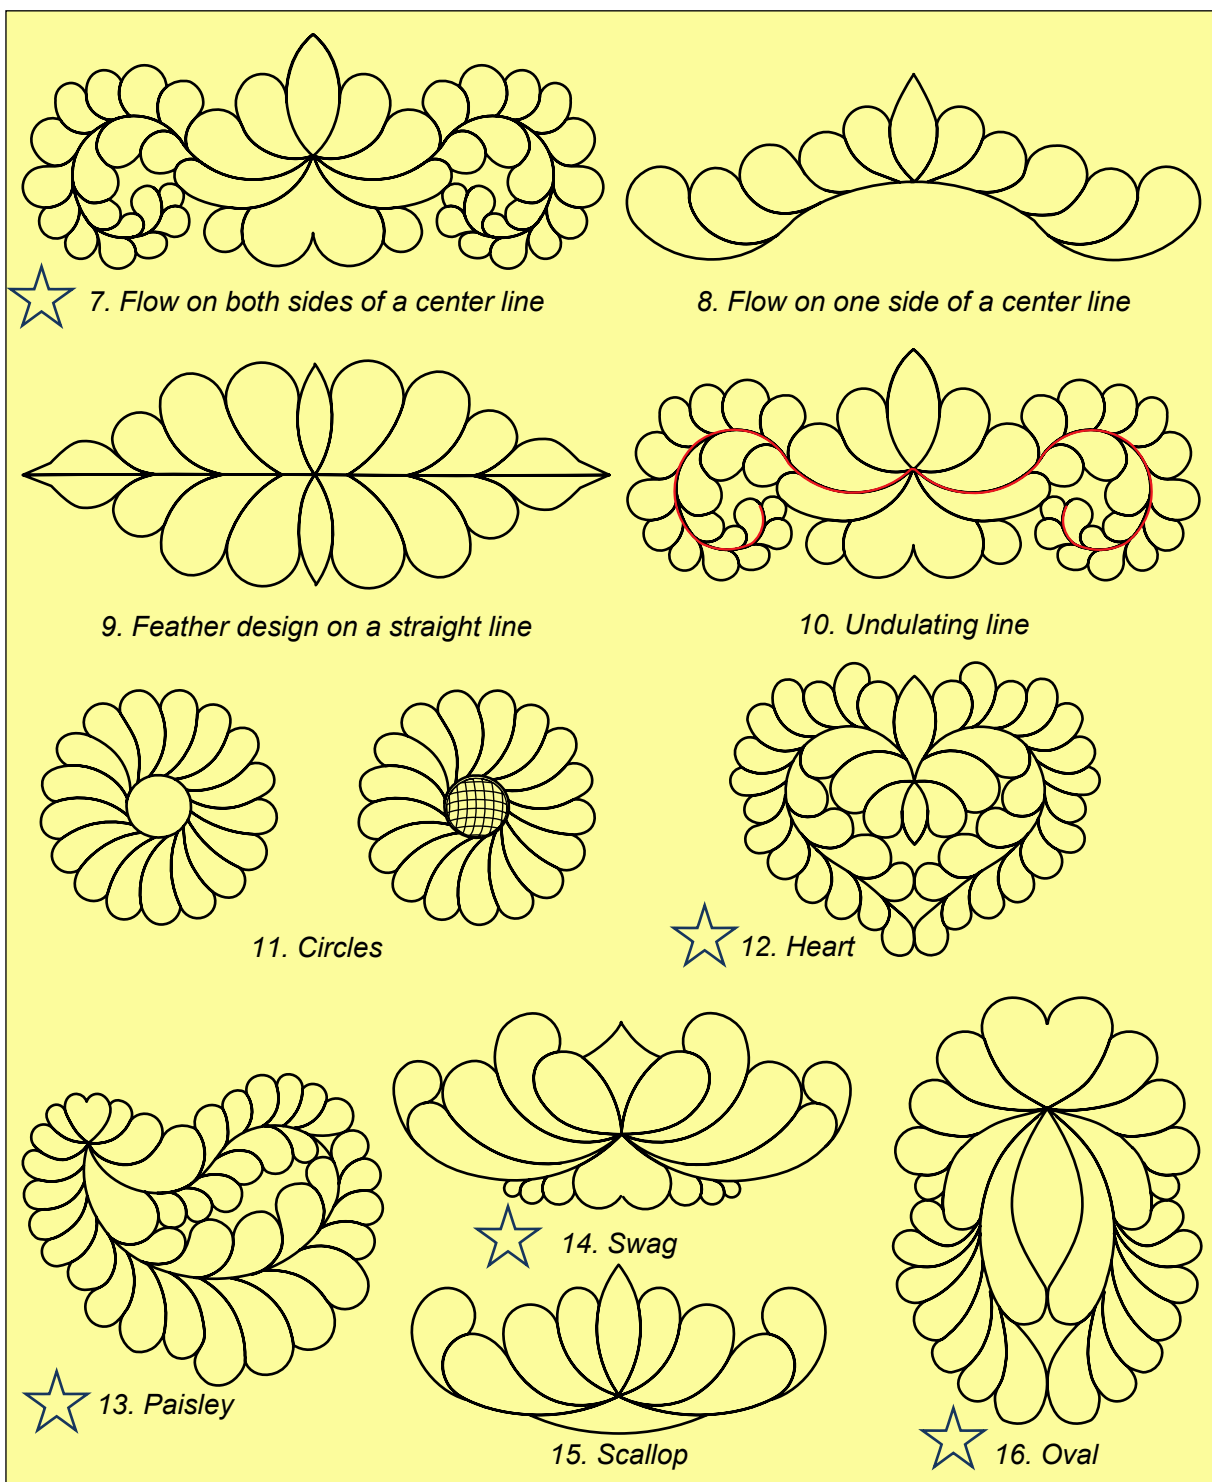 7. Flow on both sides of a center line
8. Flow on one side of a center line
9. Feather design on a straight line
10. Undulating line
11. Circles
12. Heart
13. Paisley
14. Swag
15. Scallop
16. Oval